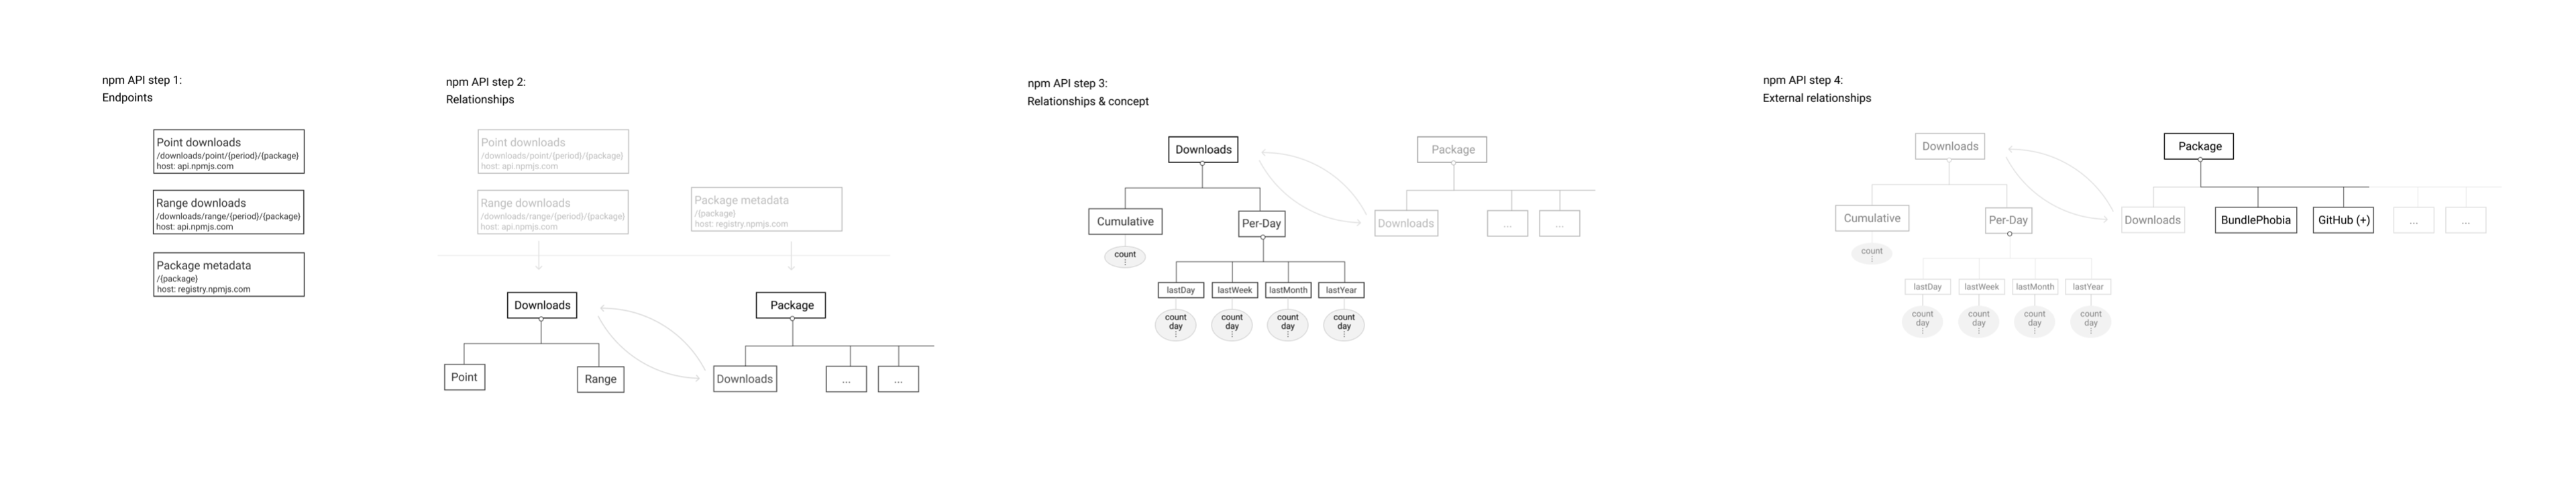 npm API step 1:
Endpoints
Point downloads
/downloads/point/{period}/{package}
host: api.npmjs.com
Range downloads
/downloads/range/{period}/{package}
host: api.npmjs.com
Package metadata
/{package}
host: registry.npmjs.com
npm API step 2:
Relationships
Point downloads
/downloads/point/{period}/{package}
host: api.npmjs.com
Range downloads
/downloads/range/{period}/{package}
host: api.npmjs.com
Package metadata
/{package}
host: registry.npmjs.com
Downloads
Package
Point
Range
Downloads
...
...
npm API step 3:
Relationships & concept
Downloads
Package
Cumulative
Per-Day
Downloads
...
...
count
⋮
lastDay
lastWeek
lastMonth
lastYear
count
day
⋮
count
day
⋮
count
day
⋮
count
day
⋮
npm API step 4:
External relationships
Downloads
Package
Cumulative
Per-Day
Downloads
BundlePhobia
GitHub (+)
...
...
count
⋮
lastDay
lastWeek
lastMonth
lastYear
count
day
⋮
count
day
⋮
count
day
⋮
count
day
⋮